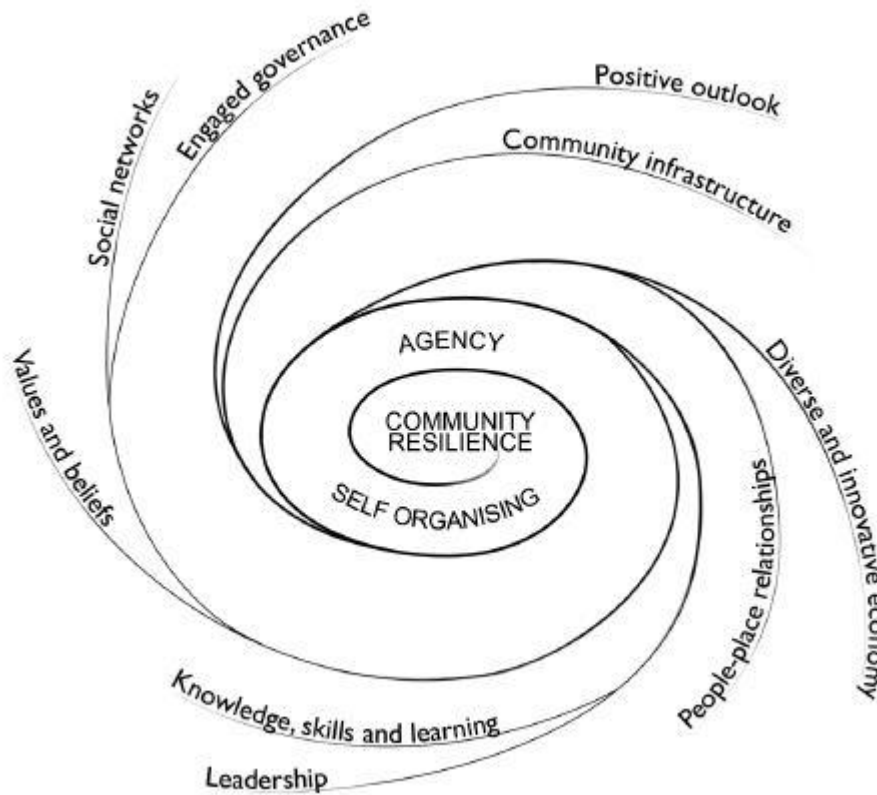 Engaged governance
Social networks
Positive outlook
Community infrastructure
AGENCY
COMMUNITY
RESILIENCE
SELF ORGANISING
Values and beliefs
Diverse and innovative economy
People-place relationships
Knowledge, skills and learning
Leadership